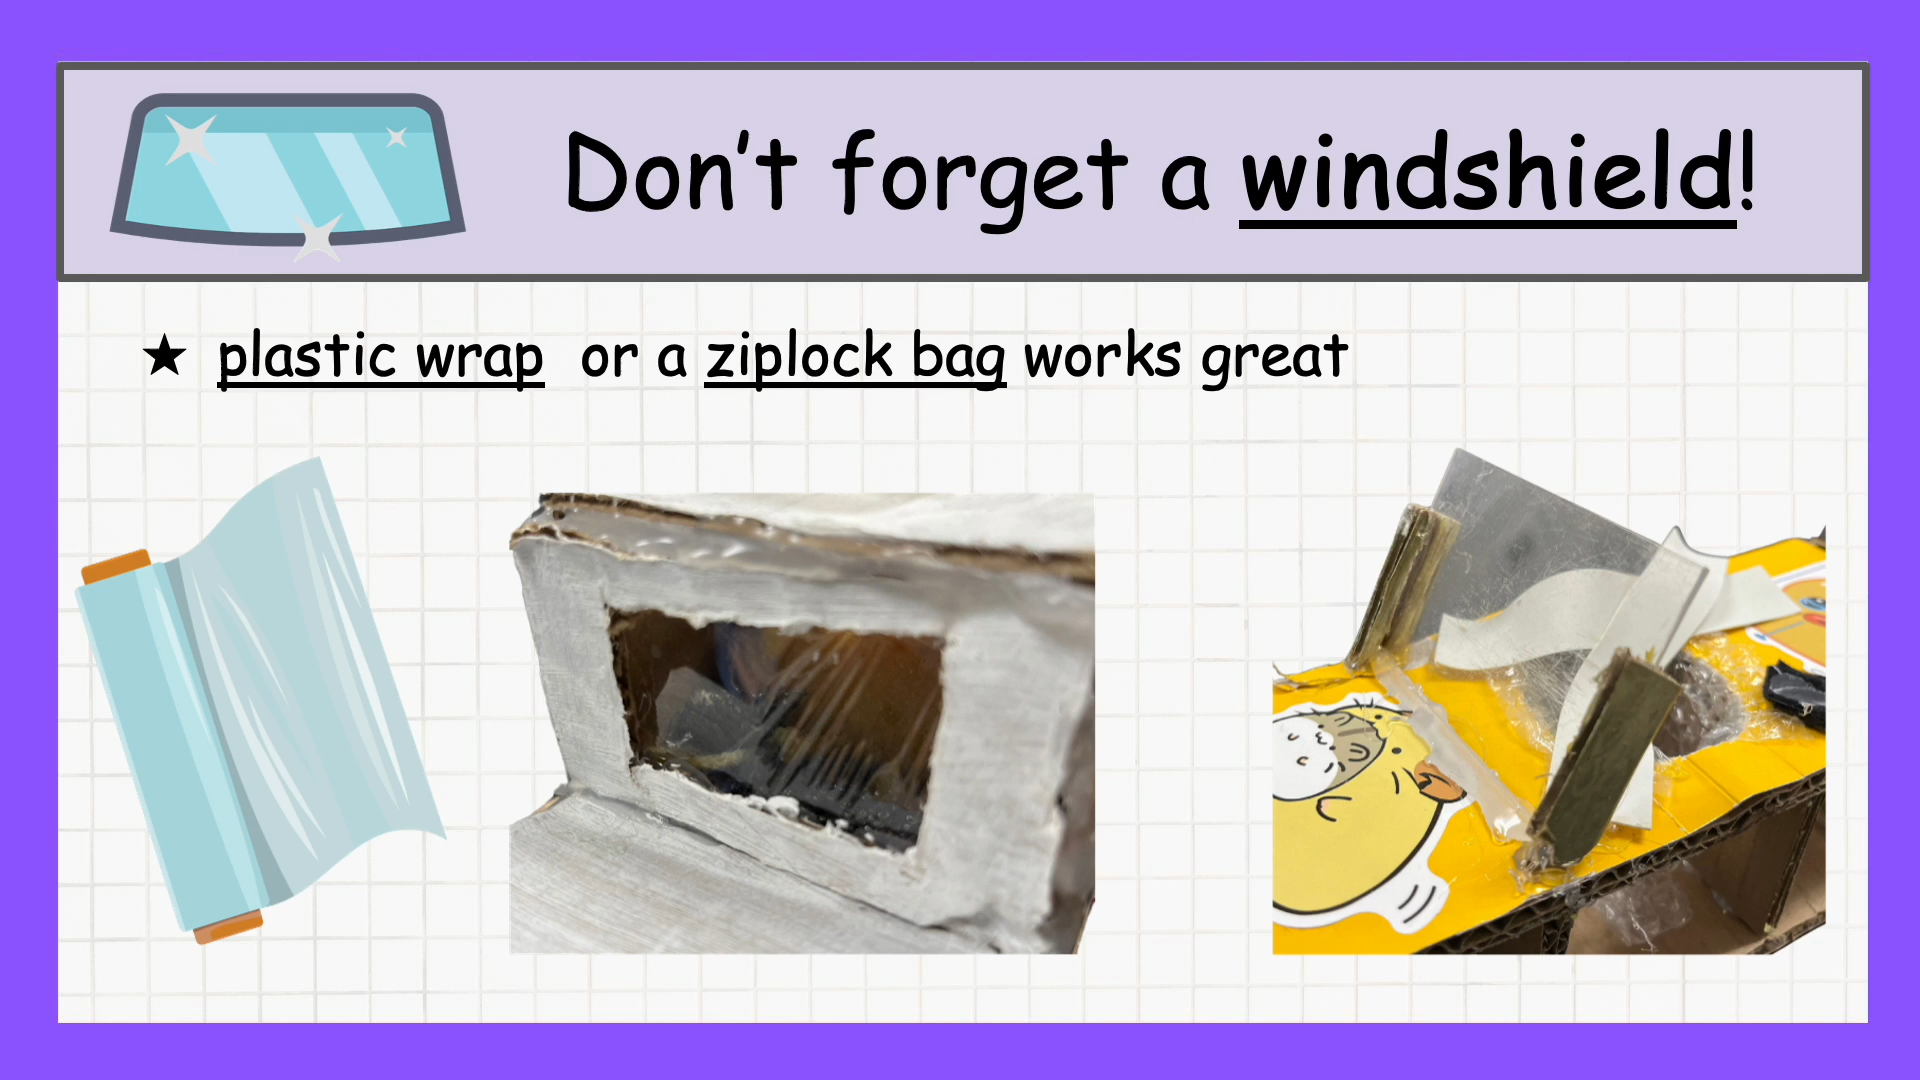 Don't forget a windshield!
★ plastic wrap or a ziplock bag works great